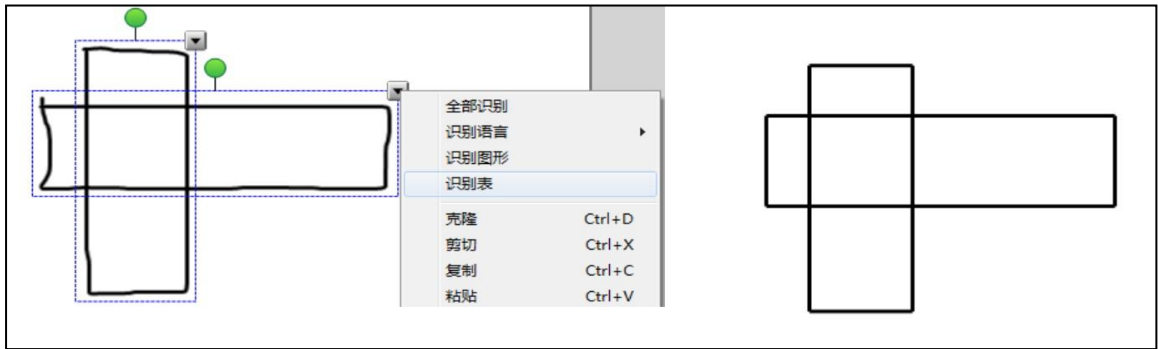 全部识别
识别语言
识别图形
识别表
克隆 Ctrl+D
剪切 Ctrl+X
复制 Ctrl+C
粘贴 Ctrl+V